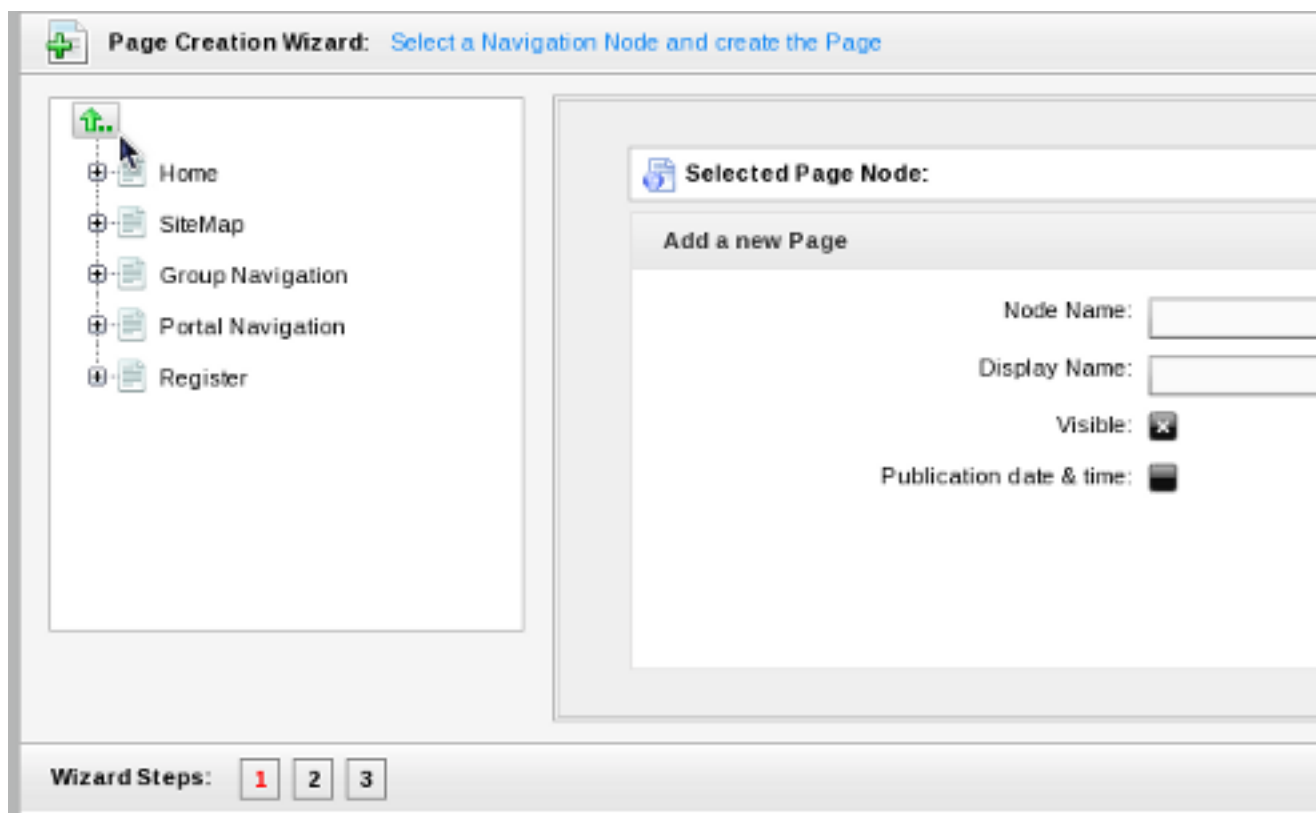 Page Creation Wizard: Select a Navigation Node and create the Page
Home
SiteMap
Group Navigation
Portal Navigation
Register
Selected Page Node:
Add a new Page
Node Name:
Display Name:
Visible:
Publication date & time:
Wizard Steps: 1 2 3